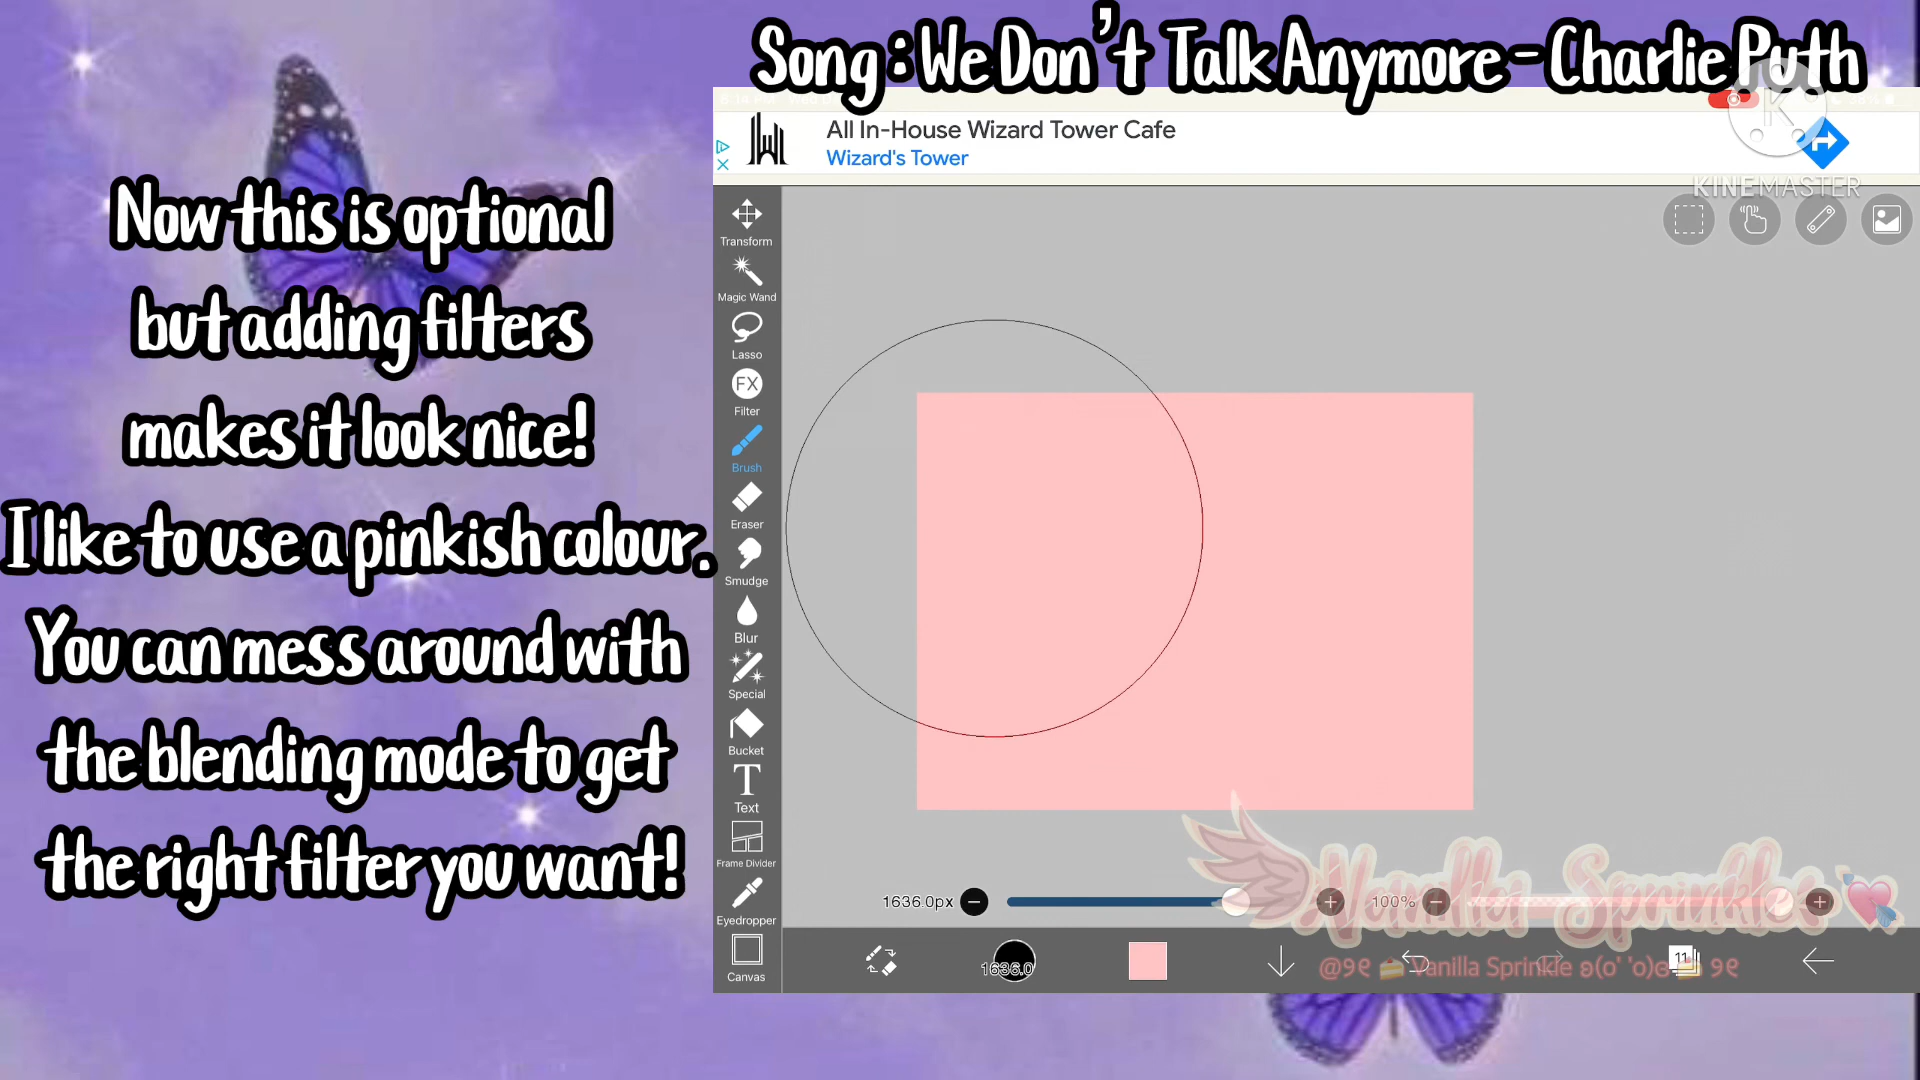 Song : We Don't Talk Anymore - Charlie Puth
All In-House Wizard Tower Cafe
Wizard's Tower
KINEMASTER
Now this is optional
but adding filters
makes it look nice!
I like to use a pinkish colour.
You can mess around with
the blending mode to get
the right filter you want!
Transform
Magic Wand
Lasso
FX
Filter
Brush
Eraser
Smudge
Blur
Special
Bucket
T
Text
Frame Divider
Eyedropper
Canvas
1636.0px
100%
Vanilla Sprinkles
1636.0
11
@୨୧ 🍰 Vanilla Sprinkle ʚ(o' 'o)ɞ 🍰 ୨୧